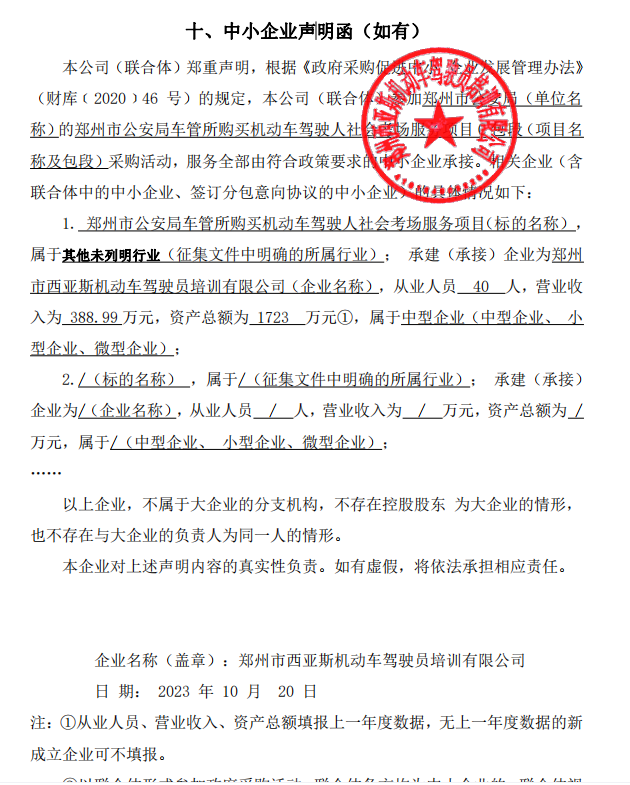 十、中小企业声明函（如有）
本公司（联合体）郑重声明，根据《政府采购促进中小企业发展管理办法》
（财库﹝2020﹞46 号）的规定，本公司（联合体）参加郑州市公安局（单位名
称）的郑州市公安局车管所购买机动车驾驶人社会考场服务项目 包段（项目名
称及包段）采购活动，服务全部由符合政策要求的中小企业承接。相关企业（含
联合体中的中小企业、签订分包意向协议的中小企业）的具体情况如下：
1. 郑州市公安局车管所购买机动车驾驶人社会考场服务项目（标的名称），
属于其他未列明行业（征集文件中明确的所属行业）； 承建（承接）企业为郑州
市西亚斯机动车驾驶员培训有限公司（企业名称），从业人员 40 人，营业收
入为 388.99 万元，资产总额为 1723 万元①，属于中型企业（中型企业、 小
型企业、微型企业）；
2. /（标的名称） ，属于/（征集文件中明确的所属行业）； 承建（承接）
企业为/（企业名称），从业人员 / 人，营业收入为 / 万元，资产总额为 /
万元，属于/（中型企业、 小型企业、微型企业）；
……
以上企业，不属于大企业的分支机构，不存在控股股东 为大企业的情形，
也不存在与大企业的负责人为同一人的情形。
本企业对上述声明内容的真实性负责。如有虚假，将依法承担相应责任。
企业名称（盖章）：郑州市西亚斯机动车驾驶员培训有限公司
日 期： 2023 年 10 月 20 日
注：①从业人员、营业收入、资产总额填报上一年度数据，无上一年度数据的新
成立企业可不填报。
郑州市西亚斯机动车驾驶员培训有限公司